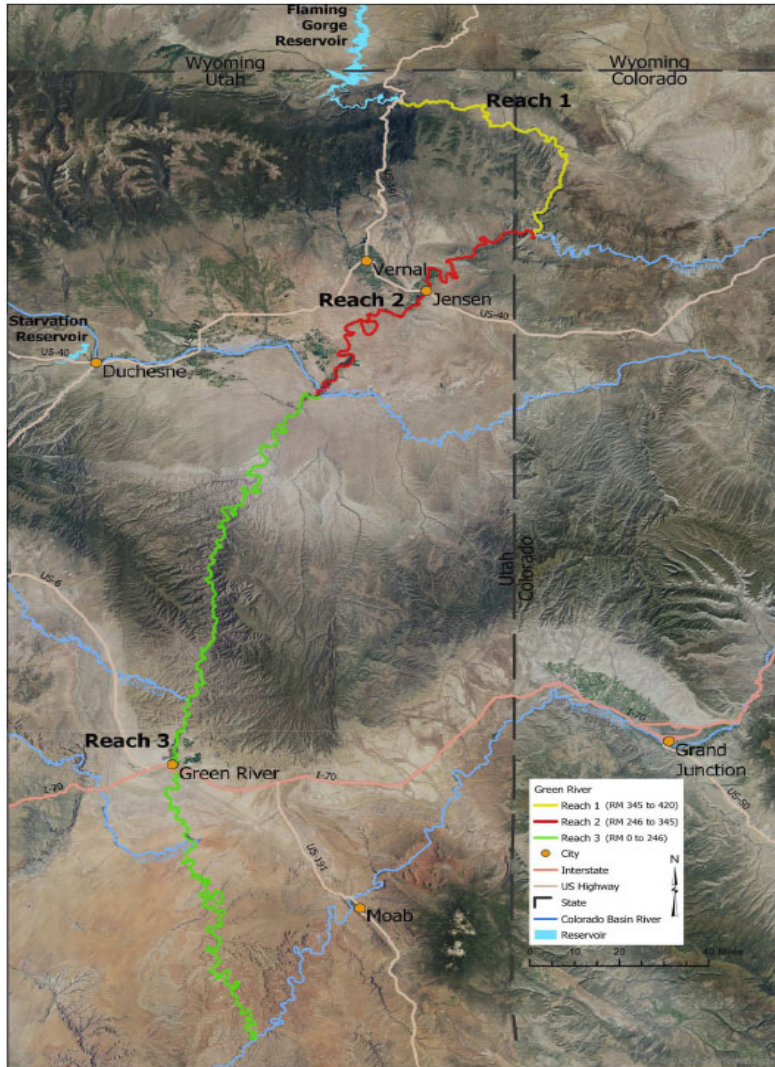 Flaming
Gorge
Reservoir
Wyoming
Utah
Wyoming
Colorado
Reach 1
Vernal
Reach 2
Jensen
US-40
Starvation
Reservoir
US-40
Duchesne
Utah
Colorado
US-6
I-70
Reach 3
Green River
Grand
Junction
I-70
I-70
US-50
US-191
Moab
Green River
Reach 1 (RM 345 to 420)
Reach 2 (RM 246 to 345)
Reach 3 (RM 0 to 246)
City
Interstate
US Highway
State
Colorado Basin River
Reservoir
N
0 10 20 40 Miles